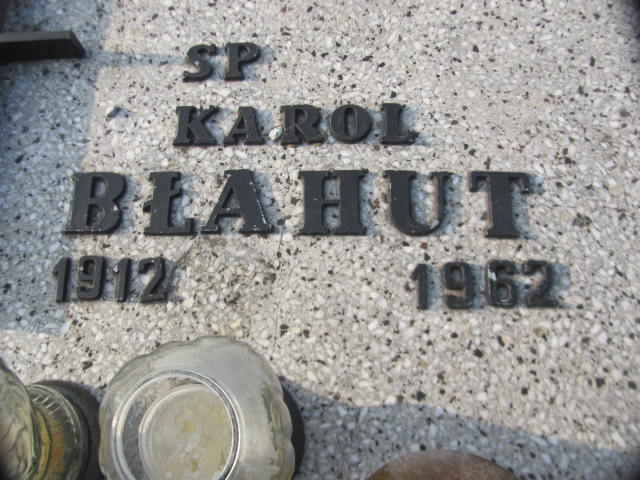 SP
KAROL
BŁAHUT
1912 1962